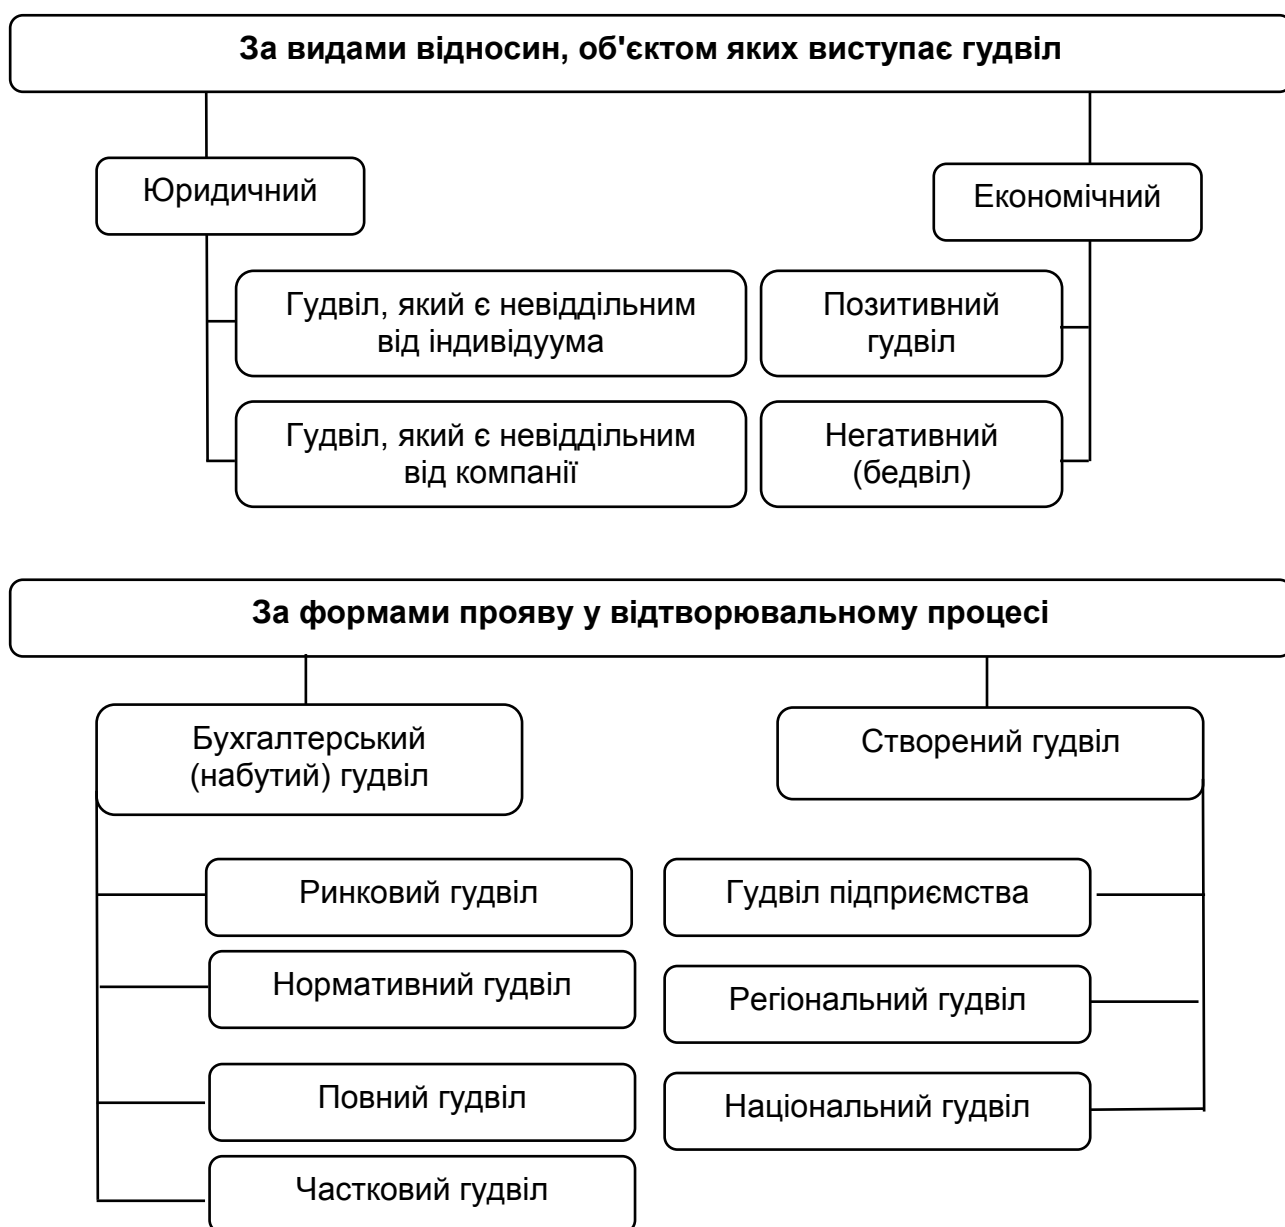 За видами відносин, об'єктом яких виступає гудвіл
Юридичний
Економічний
Гудвіл, який є невіддільним
від індивідуума
Позитивний
гудвіл
Гудвіл, який є невіддільним
від компанії
Негативний
(бедвіл)
За формами прояву у відтворювальному процесі
Бухгалтерський
(набутий) гудвіл
Створений гудвіл
Ринковий гудвіл
Гудвіл підприємства
Нормативний гудвіл
Регіональний гудвіл
Повний гудвіл
Національний гудвіл
Частковий гудвіл